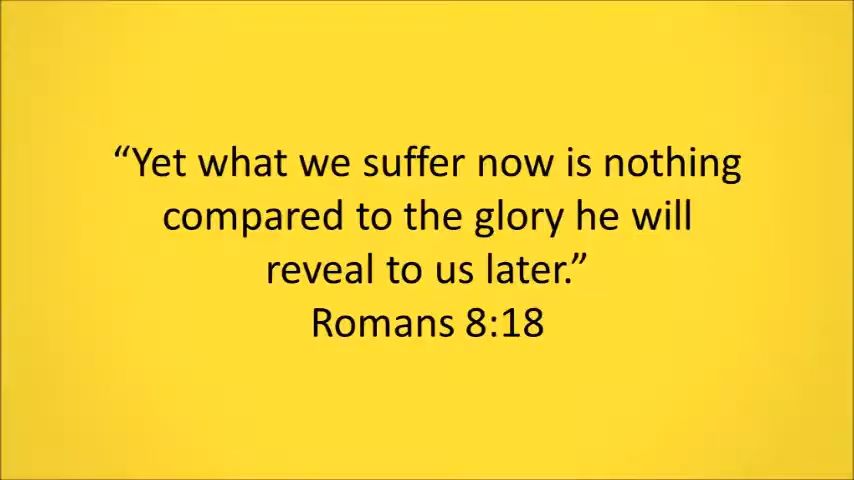 “Yet what we suffer now is nothing
compared to the glory he will
reveal to us later.”
Romans 8:18